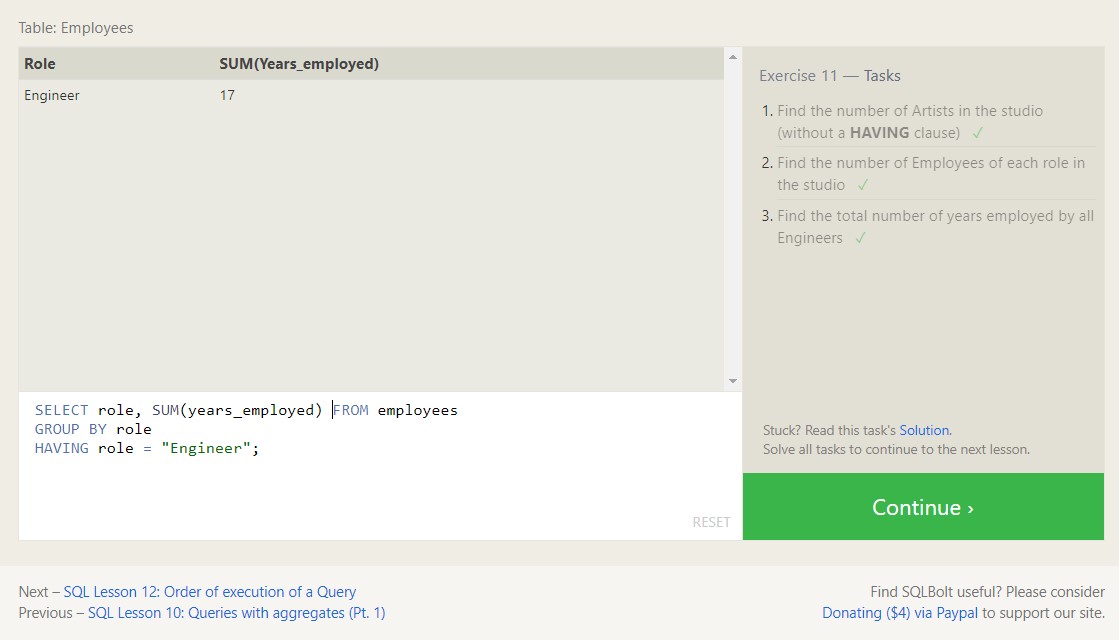 Table: Employees
Role SUM(Years_employed)
Engineer 17
SELECT role, SUM(years_employed) FROM employees
GROUP BY role
HAVING role = "Engineer";
RESET
Exercise 11 — Tasks
1. Find the number of Artists in the studio
(without a HAVING clause) ✓
2. Find the number of Employees of each role in
the studio ✓
3. Find the total number of years employed by all
Engineers ✓
Stuck? Read this task's Solution.
Solve all tasks to continue to the next lesson.
Continue ›
Next – SQL Lesson 12: Order of execution of a Query
Previous – SQL Lesson 10: Queries with aggregates (Pt. 1)
Find SQLBolt useful? Please consider
Donating ($4) via Paypal to support our site.